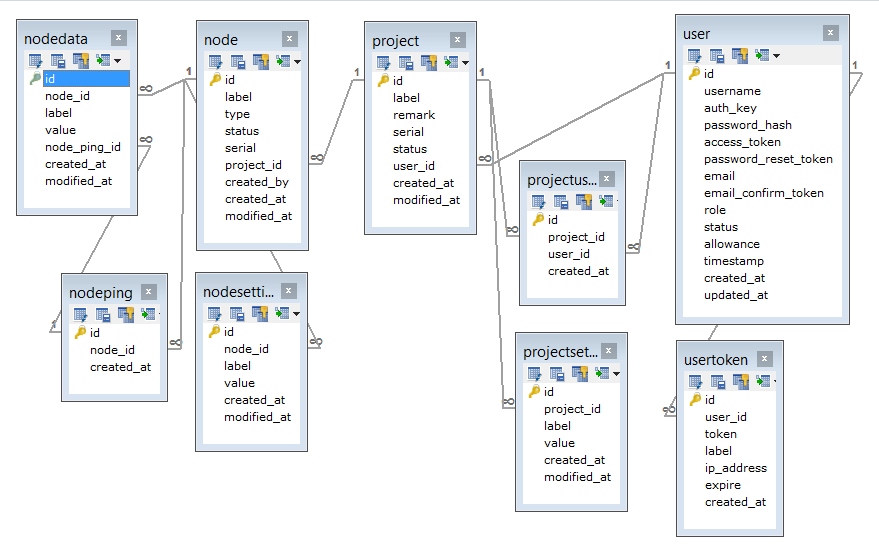 nodedata
id
node_id
label
value
node_ping_id
created_at
modified_at
node
id
label
type
status
serial
project_id
created_by
created_at
modified_at
project
id
label
remark
serial
status
user_id
created_at
modified_at
user
id
username
auth_key
password_hash
access_token
password_reset_token
email
email_confirm_token
role
status
allowance
timestamp
created_at
updated_at
projectus...
id
project_id
user_id
created_at
nodeping
id
node_id
created_at
nodesetti...
id
node_id
label
value
created_at
modified_at
projectset...
id
project_id
label
value
created_at
modified_at
usertoken
id
user_id
token
label
ip_address
expire
created_at
1
1
1
1
1
1